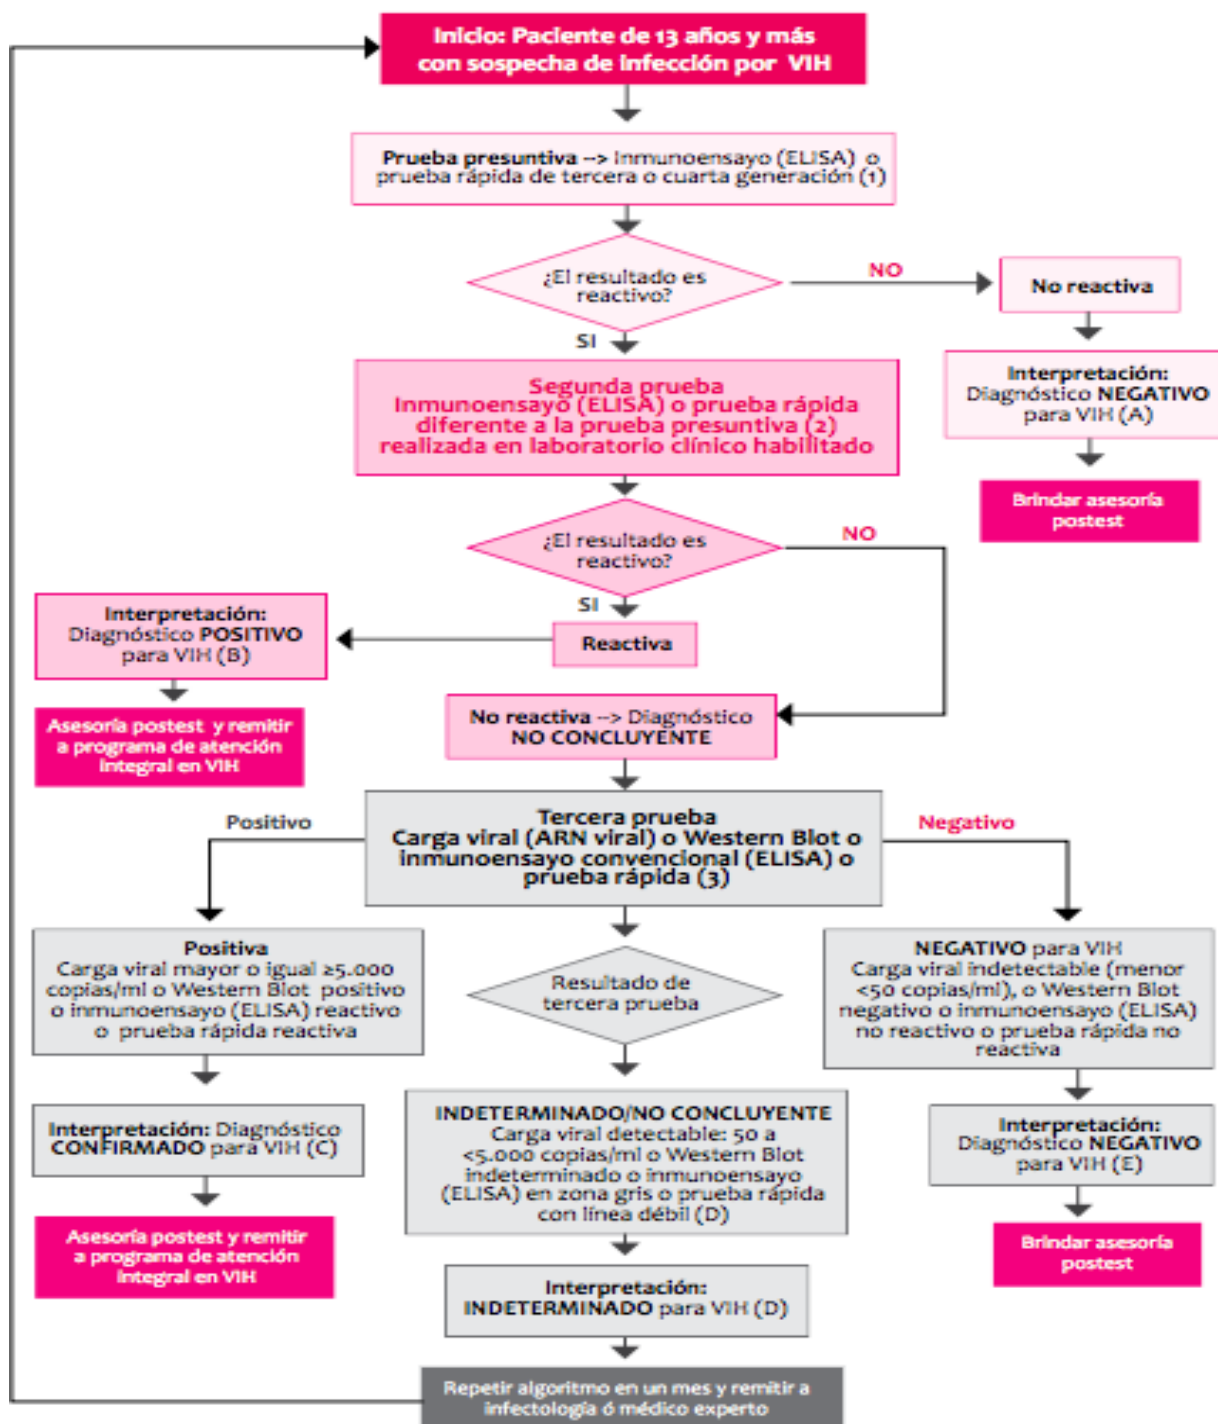 Inicio: Paciente de 13 años y más
con sospecha de infección por VIH
Prueba presuntiva --> Inmunoensayo (ELISA) o
prueba rápida de tercera o cuarta generación (1)
¿El resultado es
reactivo?
NO
No reactiva
SI
Interpretación:
Diagnóstico NEGATIVO
para VIH (A)
Segunda prueba
Inmunoensayo (ELISA) o prueba rápida
diferente a la prueba presuntiva (2)
realizada en laboratorio clínico habilitado
Brindar asesoría
postest
¿El resultado es
reactivo?
NO
SI
Reactiva
Interpretación:
Diagnóstico POSITIVO
para VIH (B)
Asesoría postest y remitir
a programa de atención
integral en VIH
No reactiva --> Diagnóstico
NO CONCLUYENTE
Positivo
Tercera prueba
Carga viral (ARN viral) o Western Blot o
inmunoensayo convencional (ELISA) o
prueba rápida (3)
Negativo
Positiva
Carga viral mayor o igual ≥5.000
copias/ml o Western Blot positivo
o inmunoensayo (ELISA) reactivo
o prueba rápida reactiva
Resultado de
tercera prueba
NEGATIVO para VIH
Carga viral indetectable (menor
<50 copias/ml), o Western Blot
negativo o inmunoensayo (ELISA)
no reactivo o prueba rápida no
reactiva
Interpretación: Diagnóstico
CONFIRMADO para VIH (C)
INDETERMINADO/NO CONCLUYENTE
Carga viral detectable: 50 a
<5.000 copias/ml o Western Blot
indeterminado o inmunoensayo
(ELISA) en zona gris o prueba rápida
con línea débil (D)
Interpretación:
Diagnóstico NEGATIVO
para VIH (E)
Asesoría postest y remitir
a programa de atención
integral en VIH
Brindar asesoría
postest
Interpretación:
INDETERMINADO para VIH (D)
Repetir algoritmo en un mes y remitir a
infectología ó médico experto